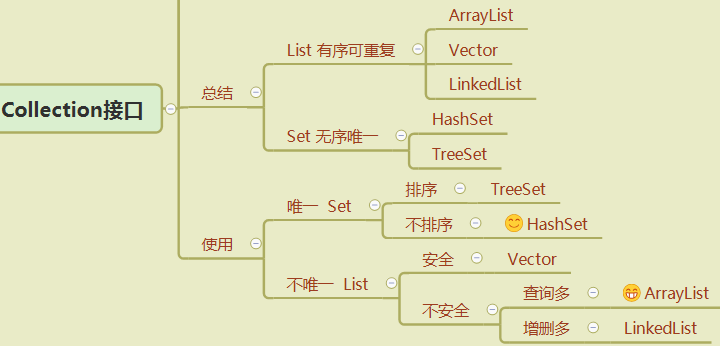 Collection接口
总结
List 有序可重复
ArrayList
Vector
LinkedList
Set 无序唯一
HashSet
TreeSet
使用
唯一 Set
排序
TreeSet
不排序
HashSet
不唯一 List
安全
Vector
不安全
查询多
ArrayList
增删多
LinkedList